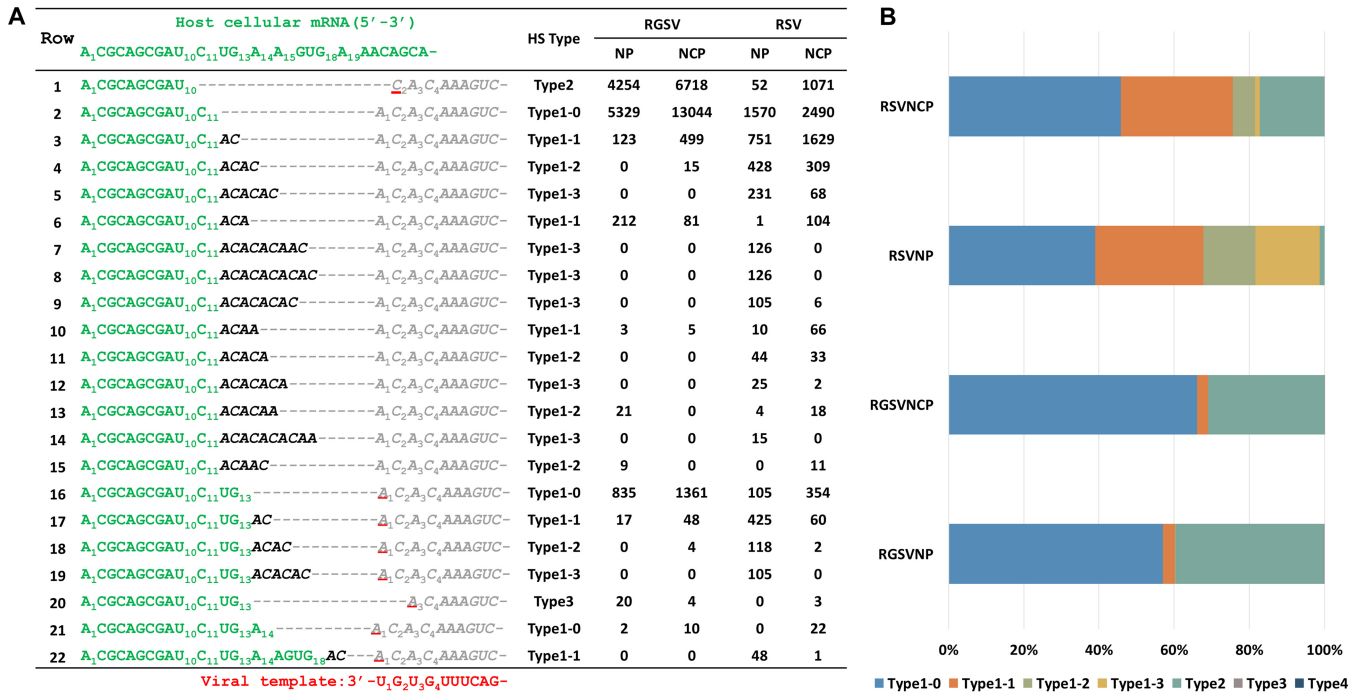 A
B
Host cellular mRNA(5'-3')
Row
HS Type
RGSV
RSV
A1CGCAGCGAU10C11UG13A14A15GUG18A19AACAGCA–
NP NCP NP NCP
1 A1CGCAGCGAU10–––––––––––––––––––C2A3C4AAAGUC– Type2 4254 6718 52 1071
2 A1CGCAGCGAU10C11–––––––––––––––A1C2A3C4AAAGUC– Type1-0 5329 13044 1570 2490
3 A1CGCAGCGAU10C11AC–––––––––––––A1C2A3C4AAAGUC– Type1-1 123 499 751 1629
4 A1CGCAGCGAU10C11ACAC–––––––––––A1C2A3C4AAAGUC– Type1-2 0 15 428 309
5 A1CGCAGCGAU10C11ACACAC–––––––––A1C2A3C4AAAGUC– Type1-3 0 0 231 68
6 A1CGCAGCGAU10C11ACA––––––––––––A1C2A3C4AAAGUC– Type1-1 212 81 1 104
7 A1CGCAGCGAU10C11ACACACAAC––––––A1C2A3C4AAAGUC– Type1-3 0 0 126 0
8 A1CGCAGCGAU10C11ACACACACAC–––––A1C2A3C4AAAGUC– Type1-3 0 0 126 0
9 A1CGCAGCGAU10C11ACACACAC–––––––A1C2A3C4AAAGUC– Type1-3 0 0 105 6
10 A1CGCAGCGAU10C11ACAA–––––––––––A1C2A3C4AAAGUC– Type1-1 3 5 10 66
11 A1CGCAGCGAU10C11ACACA––––––––––A1C2A3C4AAAGUC– Type1-2 0 0 44 33
12 A1CGCAGCGAU10C11ACACACA––––––––A1C2A3C4AAAGUC– Type1-3 0 0 25 2
13 A1CGCAGCGAU10C11ACACAA–––––––––A1C2A3C4AAAGUC– Type1-2 21 0 4 18
14 A1CGCAGCGAU10C11ACACACACAA–––––A1C2A3C4AAAGUC– Type1-3 0 0 15 0
15 A1CGCAGCGAU10C11ACAAC––––––––––A1C2A3C4AAAGUC– Type1-2 9 0 0 11
16 A1CGCAGCGAU10C11UG13––––––––––––A1C2A3C4AAAGUC– Type1-0 835 1361 105 354
17 A1CGCAGCGAU10C11UG13AC––––––––––A1C2A3C4AAAGUC– Type1-1 17 48 425 60
18 A1CGCAGCGAU10C11UG13ACAC––––––––A1C2A3C4AAAGUC– Type1-2 0 4 118 2
19 A1CGCAGCGAU10C11UG13ACACAC––––––A1C2A3C4AAAGUC– Type1-3 0 0 105 0
20 A1CGCAGCGAU10C11UG13–––––––––––––––A3C4AAAGUC– Type3 20 4 0 3
21 A1CGCAGCGAU10C11UG13A14––––––––––A1C2A3C4AAAGUC– Type1-0 2 10 0 22
22 A1CGCAGCGAU10C11UG13A14AGUG18AC–––A1C2A3C4AAAGUC– Type1-1 0 0 48 1
Viral template:3'-U1G2U3G4UUUCAG–
RSVNCP
RSVNP
RGSVNCP
RGSVNP
0% 20% 40% 60% 80% 100%
Type1-0 Type1-1 Type1-2 Type1-3 Type2 Type3 Type4